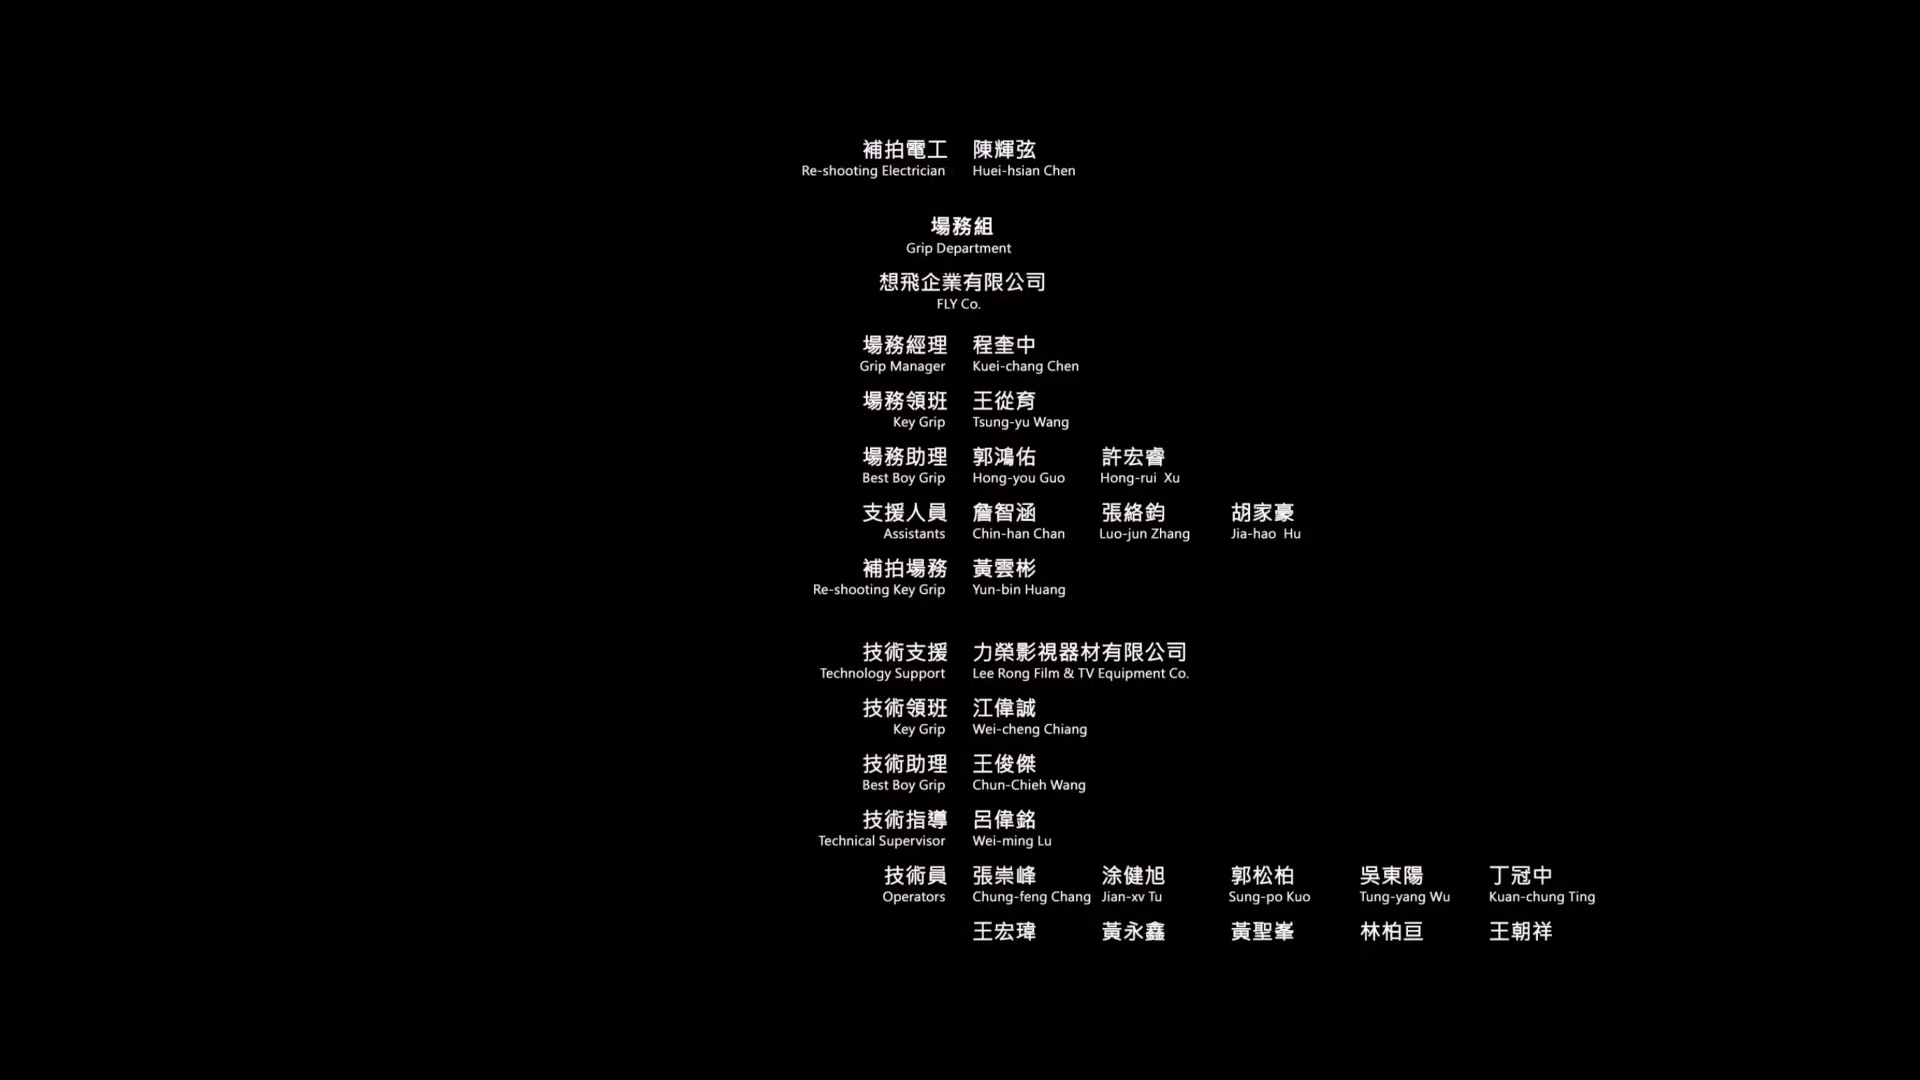 補拍電工 陳輝弦
Re-shooting Electrician Huei-hsian Chen
場務組
Grip Department
想飛企業有限公司
FLY Co.
場務經理 程奎中
Grip Manager Kuei-chang Chen
場務領班 王從育
Key Grip Tsung-yu Wang
場務助理 郭鴻佑 許宏睿
Best Boy Grip Hong-you Guo Hong-rui Xu
支援人員 詹智涵 張絡鈞 胡家豪
Assistants Chin-han Chan Luo-jun Zhang Jia-hao Hu
補拍場務 黃雲彬
Re-shooting Key Grip Yun-bin Huang
技術支援 力榮影視器材有限公司
Technology Support Lee Rong Film & TV Equipment Co.
技術領班 江偉誠
Key Grip Wei-cheng Chiang
技術助理 王俊傑
Best Boy Grip Chun-Chieh Wang
技術指導 呂偉銘
Technical Supervisor Wei-ming Lu
技術員 張崇峰 涂健旭 郭松柏 吳東陽 丁冠中
Operators Chung-feng Chang Jian-xv Tu Sung-po Kuo Tung-yang Wu Kuan-chung Ting
王宏瑋 黃永鑫 黃聖峯 林柏亘 王朝祥